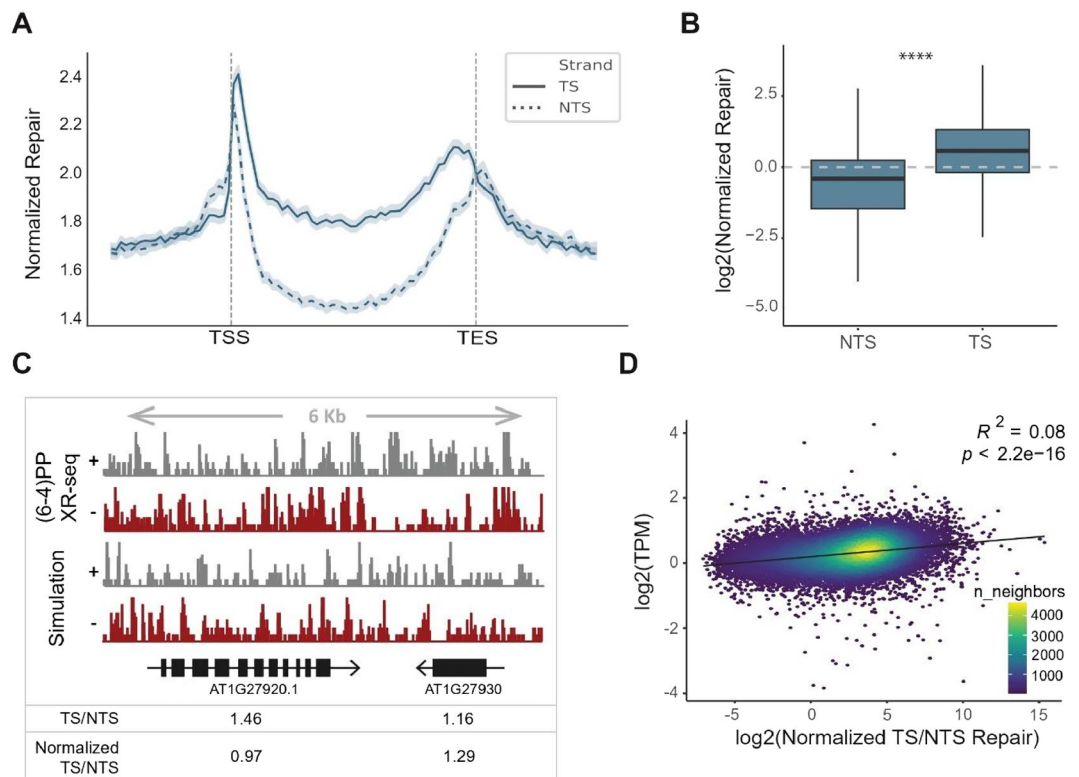 A
Normalized Repair
2.4
2.2
2.0
1.8
1.6
1.4
TSS
TES
Strand
TS
NTS
B
****
log2(Normalized Repair)
2.5
0.0
−2.5
−5.0
NTS
TS
C
6 Kb
(6-4)PP
XR-seq
+
-
Simulation
+
-
AT1G27920.1
AT1G27930
TS/NTS
1.46
1.16
Normalized
TS/NTS
0.97
1.29
D
R2 = 0.08
p < 2.2e−16
log2(TPM)
4
2
0
-2
-4
n_neighbors
4000
3000
2000
1000
-5
0
5
10
15
log2(Normalized TS/NTS Repair)